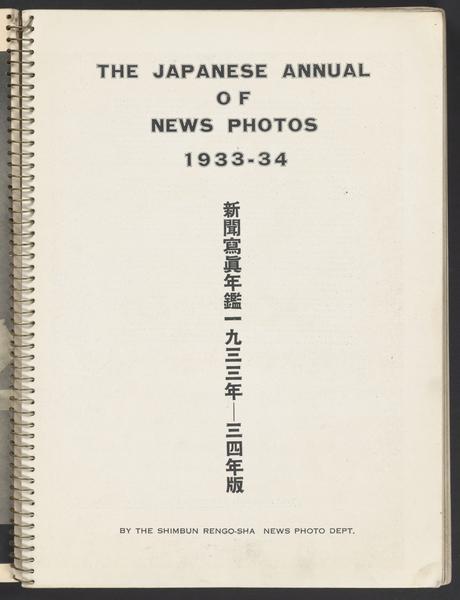 THE JAPANESE ANNUAL
OF
NEWS PHOTOS
1933-34
新聞寫眞年鑑一九三三年—三四年版
BY THE SHIMBUN RENGO-SHA NEWS PHOTO DEPT.